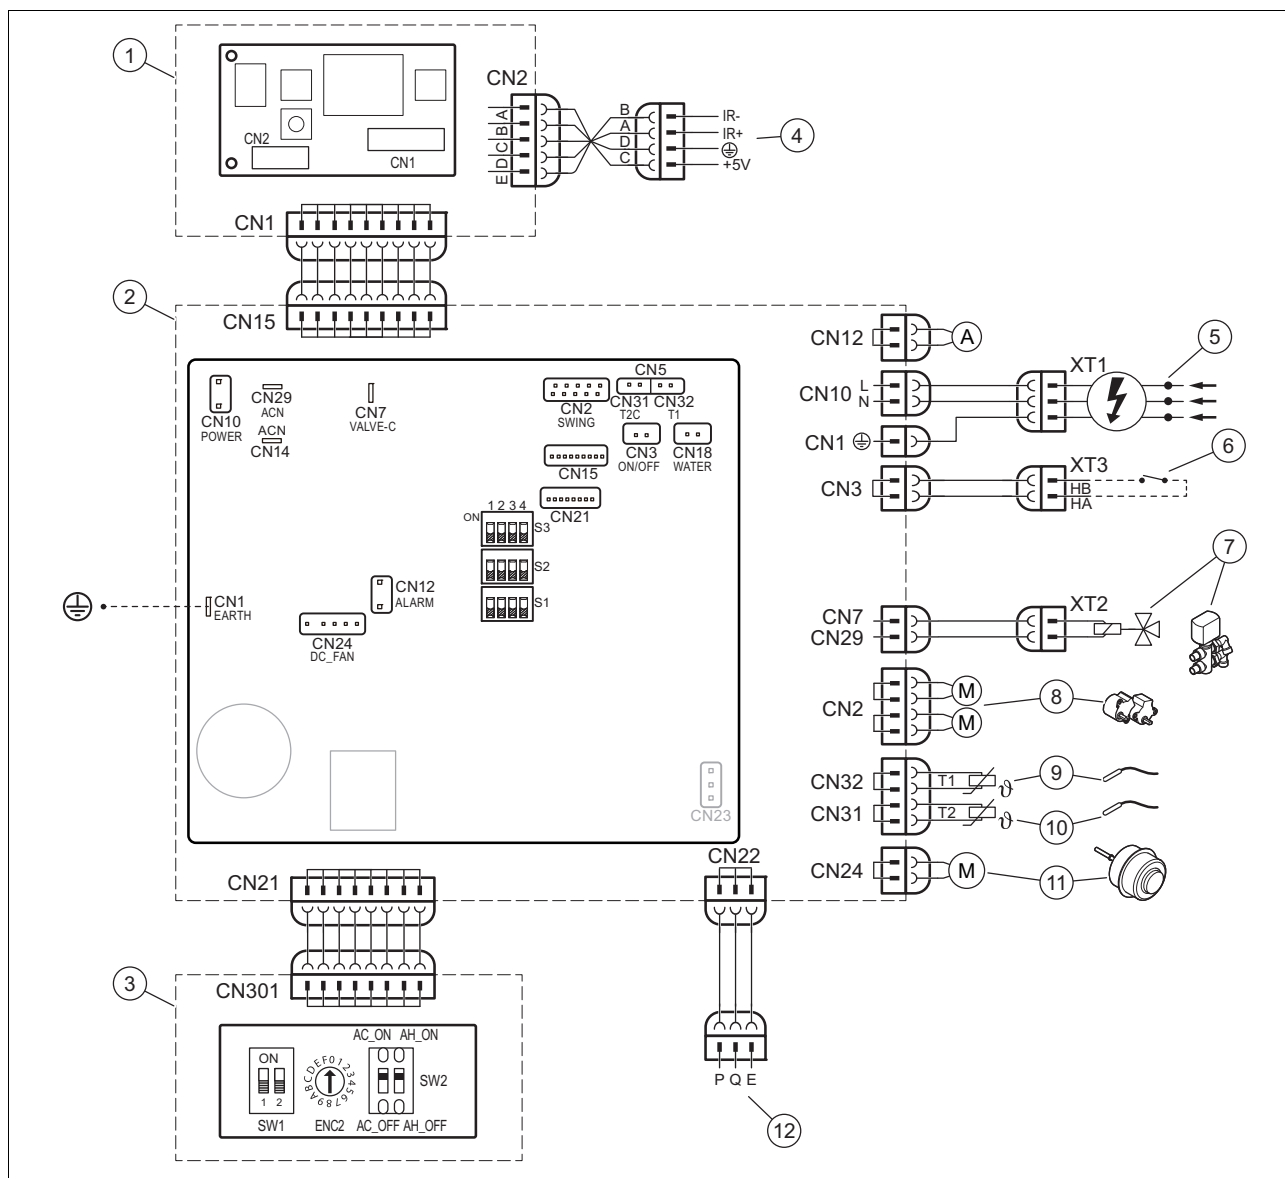 1
CN2
CN2
CN1
A
B
C
D
E
B
A
D
C
IR-
IR+
+5V
4
CN1
2
CN15
CN10
POWER
CN29
ACN
ACN
CN14
CN7
VALVE-C
CN2
SWING
CN5
CN31
T2C
CN32
T1
CN3
ON/OFF
CN18
WATER
CN15
CN21
1 2 3 4
ON
S3
S2
S1
CN1
EARTH
CN12
ALARM
CN24
DC_FAN
CN23
CN12
A
CN10
L
N
XT1
5
CN1
CN3
XT3
HB
HA
6
CN7
CN29
XT2
7
CN2
M
M
8
CN32
T1
ϑ
9
CN31
T2
ϑ
10
CN24
M
11
CN21
CN22
3
CN301
AC_ON AH_ON
ON
1 2
SW1
0123456789ABCDEF
ENC2
SW2
AC_OFF AH_OFF
P Q E
12